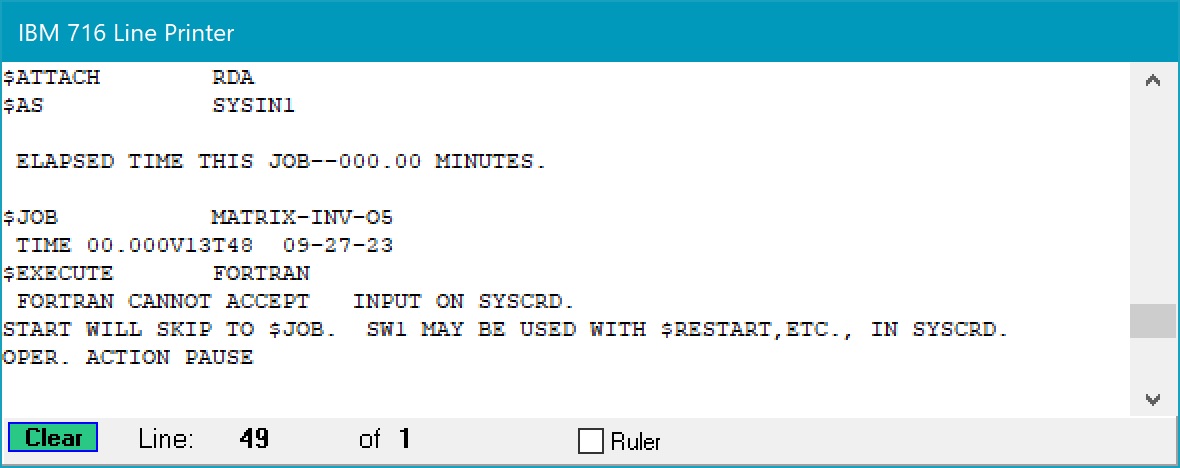 IBM 716 Line Printer
$ATTACH        RDA
$AS            SYSIN1
ELAPSED TIME THIS JOB--000.00 MINUTES.
$JOB           MATRIX-INV-O5
TIME 00.000V13T48  09-27-23
$EXECUTE       FORTRAN
FORTRAN CANNOT ACCEPT   INPUT ON SYSCRD.
START WILL SKIP TO $JOB.  SW1 MAY BE USED WITH $RESTART,ETC., IN SYSCRD.
OPER. ACTION PAUSE
Clear Line: 49 of 1 Ruler